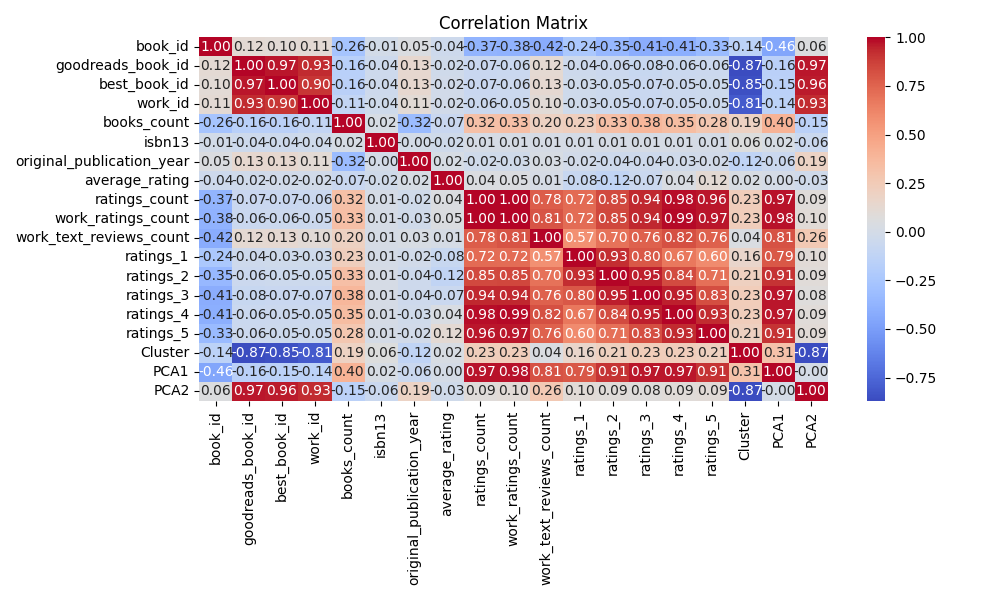 Correlation Matrix
book_id 1.00 0.12 0.10 0.11 -0.26 -0.01 0.05 -0.04 -0.37 -0.38 -0.42 -0.24 -0.35 -0.41 -0.41 -0.33 -0.14 -0.46 0.06
goodreads_book_id 0.12 1.00 0.97 0.93 -0.16 -0.04 0.13 -0.02 -0.07 -0.06 0.12 -0.04 -0.06 -0.08 -0.06 -0.06 -0.87 -0.16 0.97
best_book_id 0.10 0.97 1.00 0.90 -0.16 -0.04 0.13 -0.02 -0.07 -0.06 0.13 -0.03 -0.05 -0.07 -0.05 -0.05 -0.85 -0.15 0.96
work_id 0.11 0.93 0.90 1.00 -0.11 -0.04 0.11 -0.02 -0.06 -0.05 0.10 -0.03 -0.05 -0.07 -0.05 -0.05 -0.81 -0.14 0.93
books_count -0.26 -0.16 -0.16 -0.11 1.00 0.02 -0.32 -0.07 0.32 0.33 0.20 0.23 0.33 0.38 0.35 0.28 0.19 0.40 -0.15
isbn13 -0.01 -0.04 -0.04 -0.04 0.02 1.00 -0.00 -0.02 0.01 0.01 0.01 0.01 0.01 0.01 0.01 0.01 0.06 0.02 -0.06
original_publication_year 0.05 0.13 0.13 0.11 -0.32 -0.00 1.00 0.02 -0.02 -0.03 0.03 -0.02 -0.04 -0.04 -0.03 -0.02 -0.12 -0.06 0.19
average_rating -0.04 -0.02 -0.02 -0.02 -0.07 -0.02 0.02 1.00 0.04 0.05 0.01 -0.08 -0.12 -0.07 0.04 0.12 0.02 0.00 -0.03
ratings_count -0.37 -0.07 -0.07 -0.06 0.32 0.01 -0.02 0.04 1.00 1.00 0.78 0.72 0.85 0.94 0.98 0.96 0.23 0.97 0.09
work_ratings_count -0.38 -0.06 -0.06 -0.05 0.33 0.01 -0.03 0.05 1.00 1.00 0.81 0.72 0.85 0.94 0.99 0.97 0.23 0.98 0.10
work_text_reviews_count -0.42 0.12 0.13 0.10 0.20 0.01 0.03 0.01 0.78 0.81 1.00 0.57 0.70 0.76 0.82 0.76 0.04 0.81 0.26
ratings_1 -0.24 -0.04 -0.03 -0.03 0.23 0.01 -0.02 -0.08 0.72 0.72 0.57 1.00 0.93 0.80 0.67 0.60 0.16 0.79 0.10
ratings_2 -0.35 -0.06 -0.05 -0.05 0.33 0.01 -0.04 -0.12 0.85 0.85 0.70 0.93 1.00 0.95 0.84 0.71 0.21 0.91 0.09
ratings_3 -0.41 -0.08 -0.07 -0.07 0.38 0.01 -0.04 -0.07 0.94 0.94 0.76 0.80 0.95 1.00 0.95 0.83 0.23 0.97 0.08
ratings_4 -0.41 -0.06 -0.05 -0.05 0.35 0.01 -0.03 0.04 0.98 0.99 0.82 0.67 0.84 0.95 1.00 0.93 0.23 0.97 0.09
ratings_5 -0.33 -0.06 -0.05 -0.05 0.28 0.01 -0.02 0.12 0.96 0.97 0.76 0.60 0.71 0.83 0.93 1.00 0.21 0.91 0.09
Cluster -0.14 -0.87 -0.85 -0.81 0.19 0.06 -0.12 0.02 0.23 0.23 0.04 0.16 0.21 0.23 0.23 0.21 1.00 0.31 -0.87
PCA1 -0.46 -0.16 -0.15 -0.14 0.40 0.02 -0.06 0.00 0.97 0.98 0.81 0.79 0.91 0.97 0.97 0.91 0.31 1.00 -0.00
PCA2 0.06 0.97 0.96 0.93 -0.15 -0.06 0.19 -0.03 0.09 0.10 0.26 0.10 0.09 0.08 0.09 0.09 -0.87 -0.00 1.00
book_id
goodreads_book_id
best_book_id
work_id
books_count
isbn13
original_publication_year
average_rating
ratings_count
work_ratings_count
work_text_reviews_count
ratings_1
ratings_2
ratings_3
ratings_4
ratings_5
Cluster
PCA1
PCA2
1.00
0.75
0.50
0.25
0.00
−0.25
−0.50
−0.75